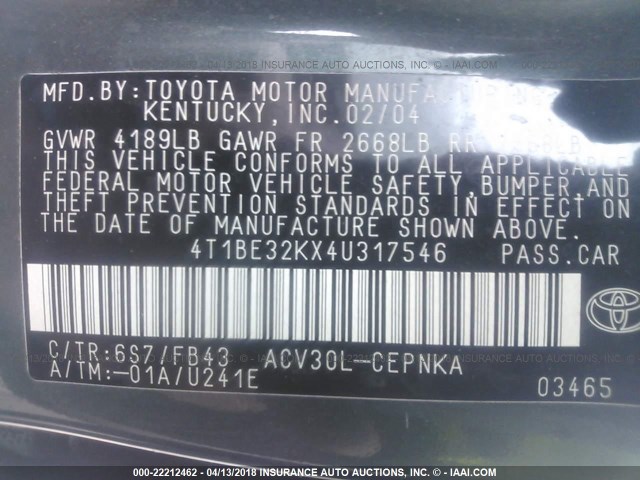 MFD.BY:TOYOTA MOTOR
KENTUCKY, INC.02/04
GVWR 4189LB GAWR FR 2668LB RR
THIS VEHICLE CONFORMS TO ALL APPLICABLE
FEDERAL MOTOR VEHICLE SAFETY, BUMPER, AND
THEFT PREVENTION STANDARDS IN EFFECT ON
THE DATE OF MANUFACTURE SHOWN ABOVE.
4T1BE32KX4U317546 PASS.CAR
C/TR:6S7/FB43 ACV30L-CEPNKA
A/TM:-01A/U241E
03465
000-22212462 - 04/13/2018 - INSURANCE AUTO AUCTIONS, INC. - © - IAAI.COM